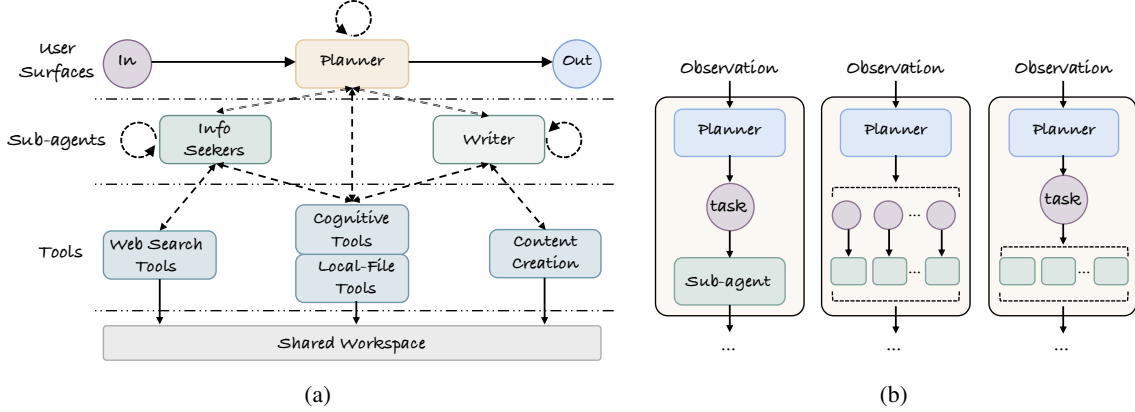 User
Surfaces
In
Planner
Out
Sub-agents
Info
Seekers
Writer
Tools
Web Search
Tools
Cognitive
Tools
Local-File
Tools
Content
Creation
Shared Workspace
(a)
Observation
Planner
task
Sub-agent
...
Observation
Planner
...
...
...
Observation
Planner
task
...
...
(b)